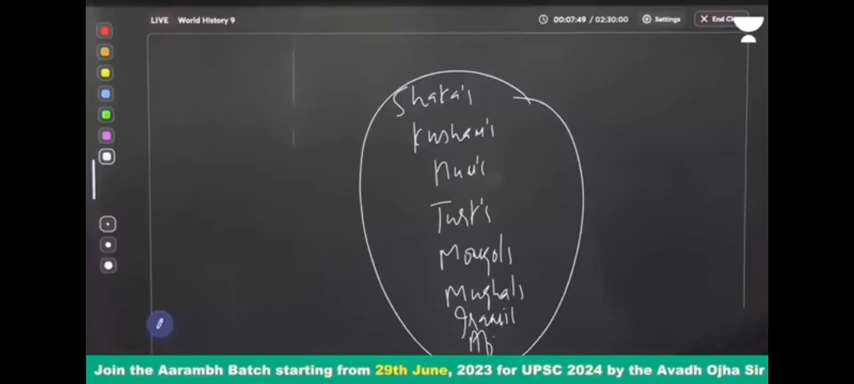 LIVE World History 9 00:07:49 / 02:30:00 Settings End
Shaka's
Kushan's
Hun's
Turk's
Mongols
Mughals
Join the Aarambh Batch starting from 29th June, 2023 for UPSC 2024 by the Avadh Ojha Sir